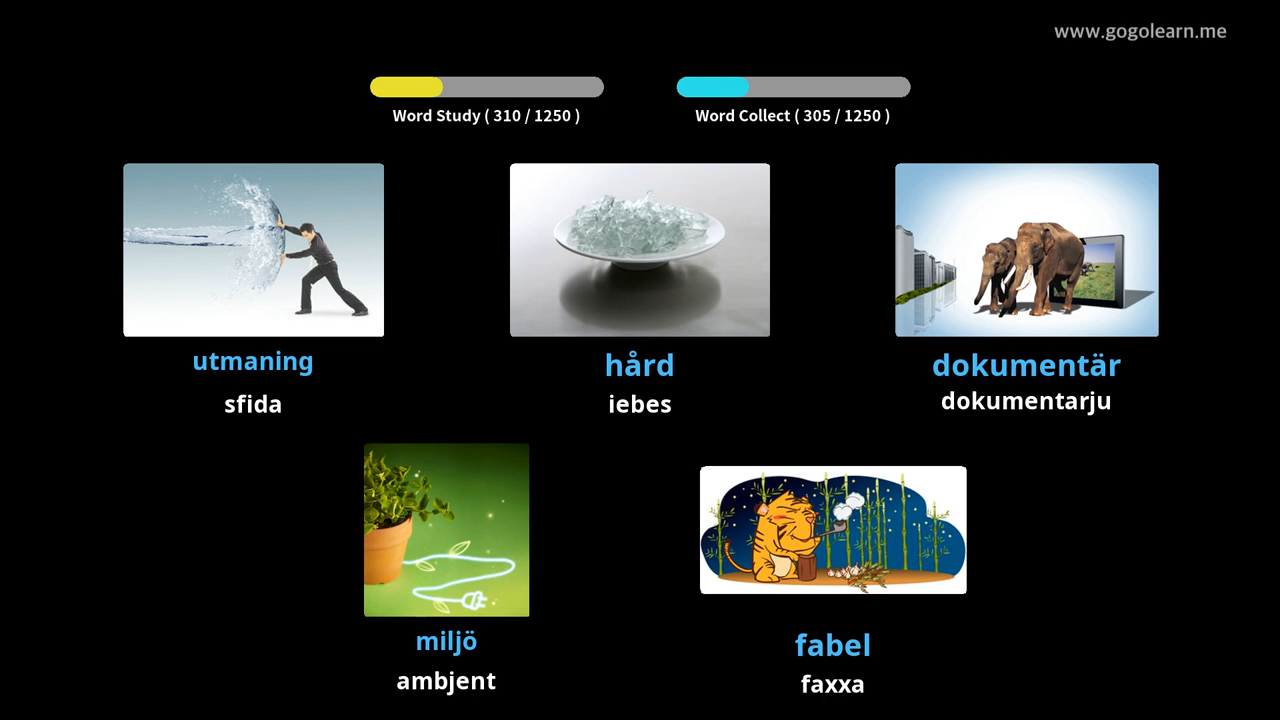 www.gogolearn.me
Word Study ( 310 / 1250 )
Word Collect ( 305 / 1250 )
utmaning
sfida
hård
iebes
dokumentär
dokumentarju
miljö
ambjent
fabel
faxxa